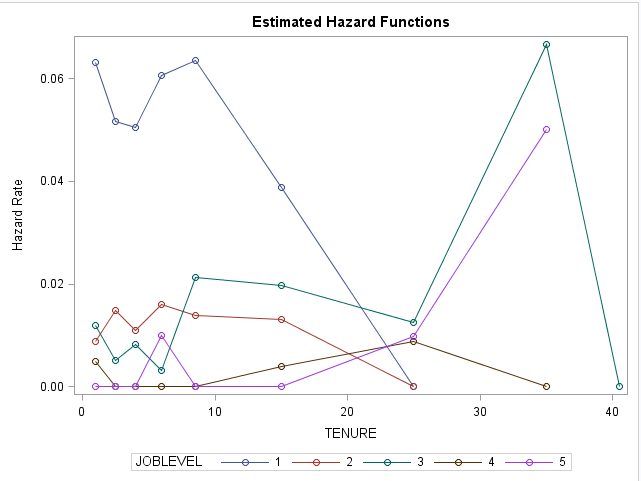 Estimated Hazard Functions
0.06
0.04
0.02
0.00
Hazard Rate
0 10 20 30 40
TENURE
JOBLEVEL 1 2 3 4 5